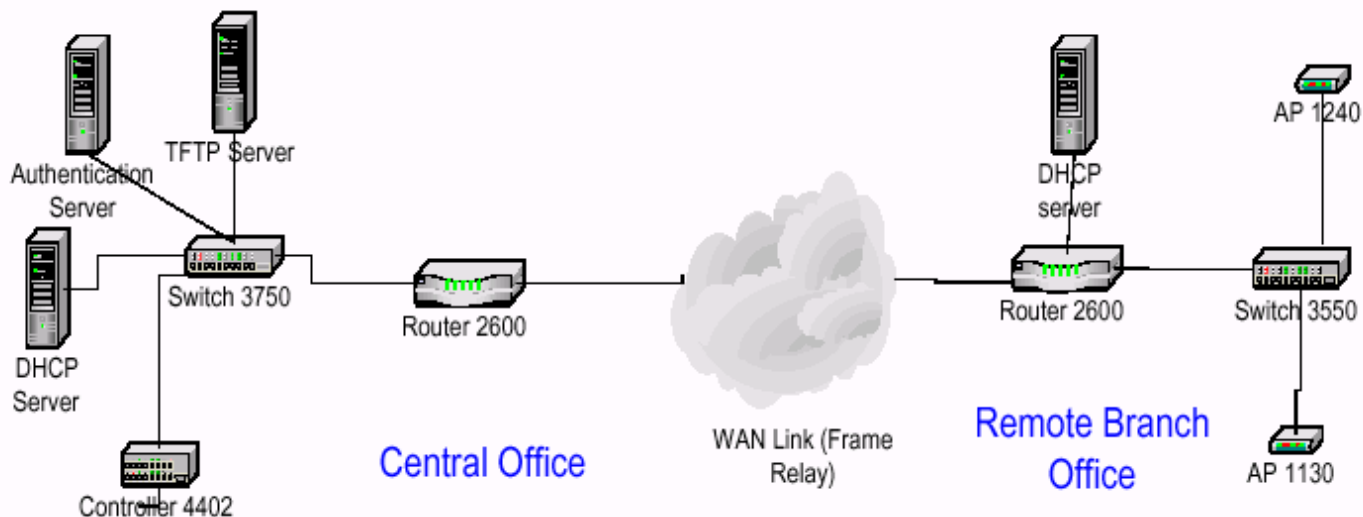 TFTP Server
Authentication
Server
DHCP
Server
Switch 3750
Controller 4402
Router 2600
Central Office
WAN Link (Frame
Relay)
DHCP
server
Router 2600
Remote Branch
Office
AP 1240
Switch 3550
AP 1130